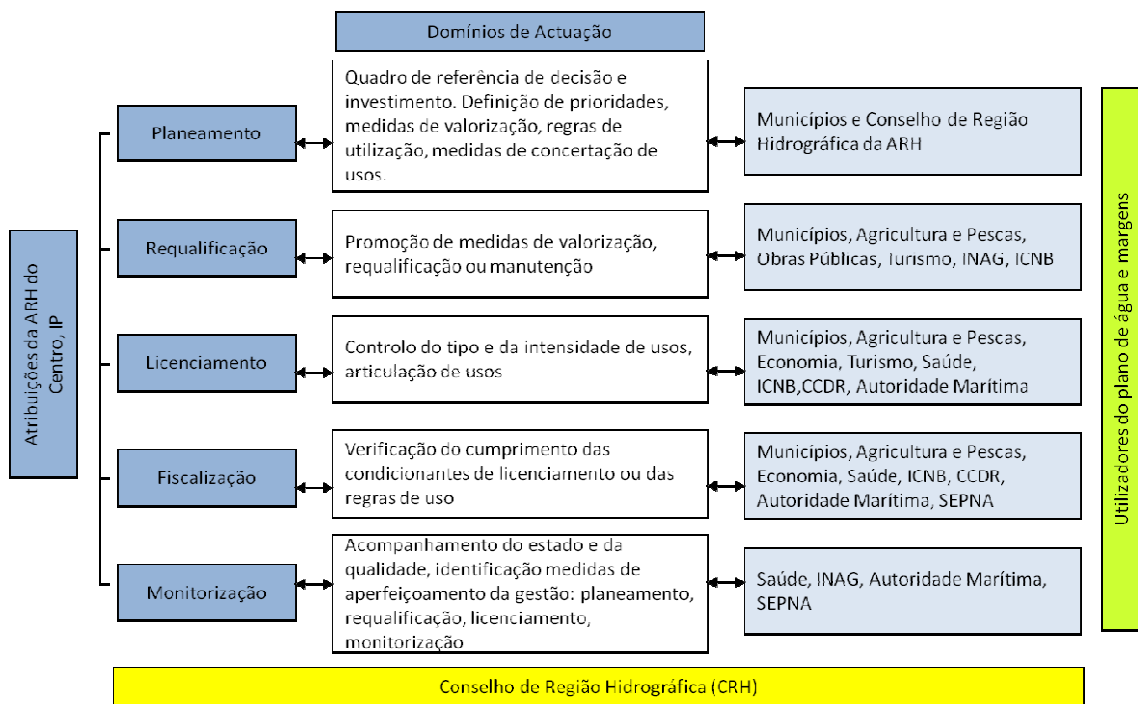 Domínios de Actuação
Atribuições da ARH do
Centro, IP
Planeamento
Quadro de referência de decisão e
investimento. Definição de prioridades,
medidas de valorização, regras de
utilização, medidas de concertação de
usos.
Municípios e Conselho de Região
Hidrográfica da ARH
Requalificação
Promoção de medidas de valorização,
requalificação ou manutenção
Municípios, Agricultura e Pescas,
Obras Públicas, Turismo, INAG, ICNB
Licenciamento
Controlo do tipo e da intensidade de usos,
articulação de usos
Municípios, Agricultura e Pescas,
Economia, Turismo, Saúde,
ICNB,CCDR, Autoridade Marítima
Fiscalização
Verificação do cumprimento das
condicionantes de licenciamento ou das
regras de uso
Municípios, Agricultura e Pescas,
Economia, Saúde, ICNB, CCDR,
Autoridade Marítima, SEPNA
Monitorização
Acompanhamento do estado e da
qualidade, identificação medidas de
aperfeiçoamento da gestão: planeamento,
requalificação, licenciamento,
monitorização
Saúde, INAG, Autoridade Marítima,
SEPNA
Utilizadores do plano de água e margens
Conselho de Região Hidrográfica (CRH)